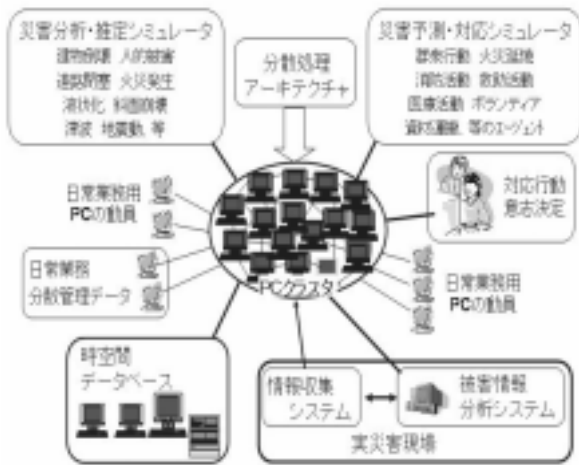 災害分析・推定シミュレータ
建物倒壊 人的被害
道路閉塞 火災発生
液状化 斜面崩壊
津波 地震動、等
分散処理
アーキテクチャ
災害予測・対応シミュレータ
群衆行動 火災延焼
消防活動 救助活動
医療活動 ボランティア
等のエージェント
日常業務用
PCの動員
対応行動
意志決定
日常業務
分散管理データ
PCクラスタ
日常業務用
PCの動員
時空間
データベース
情報収集
システム
被害情報
分析システム
実災害現場